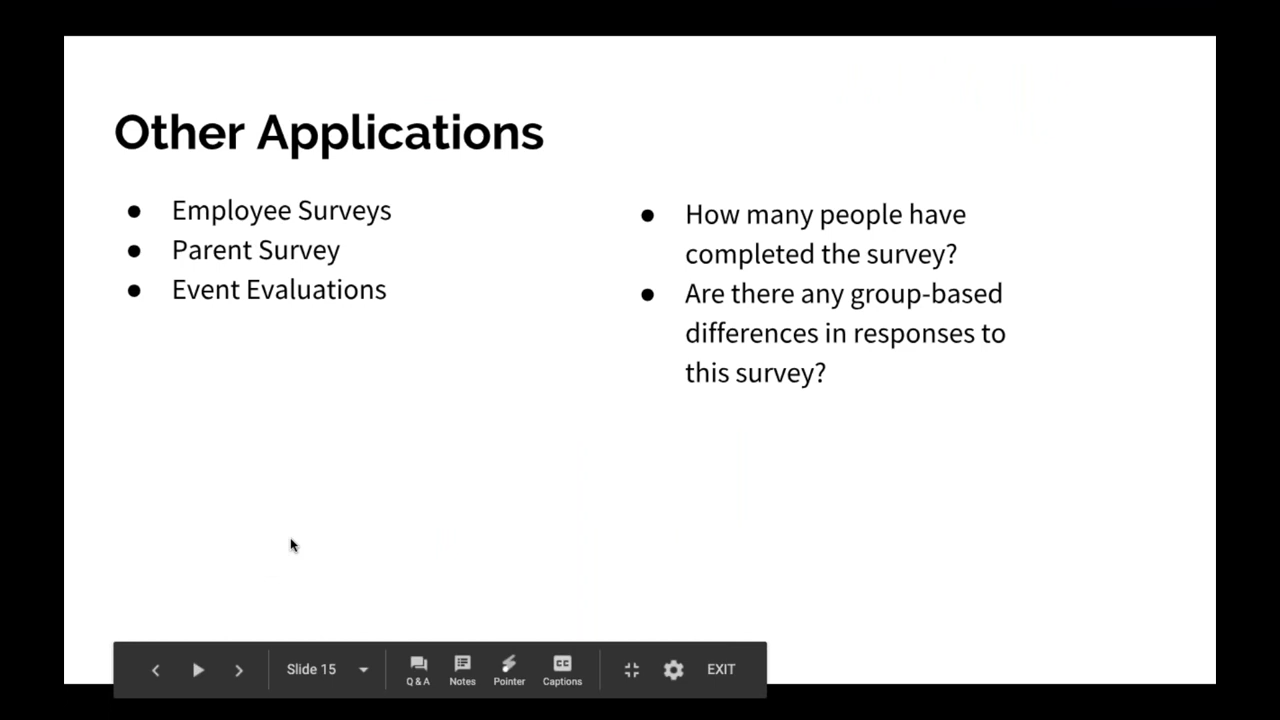 Other Applications
● Employee Surveys
● Parent Survey
● Event Evaluations
● How many people have
completed the survey?
● Are there any group-based
differences in responses to
this survey?
Slide 15
Q & A
Notes
Pointer
CC
Captions
EXIT